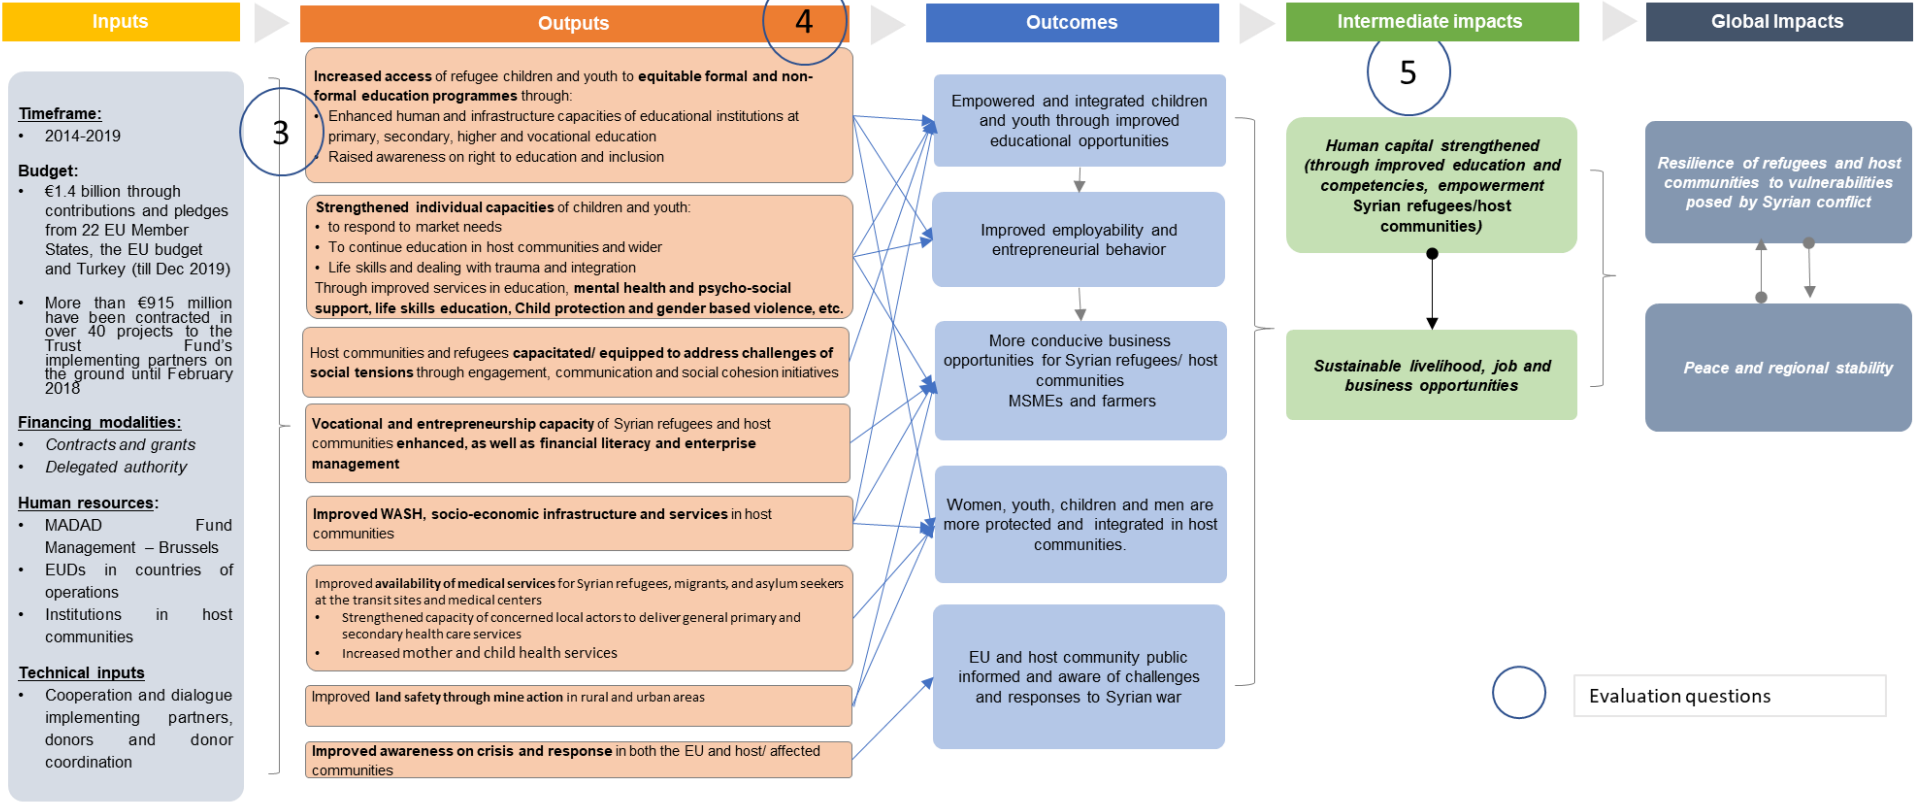 Inputs
Outputs
4
Outcomes
Intermediate impacts
Global Impacts
Timeframe:
• 2014-2019
Budget:
• €1.4 billion through
contributions and pledges
from 22 EU Member
States, the EU budget
and Turkey (till Dec 2019)
• More than €915 million
have been contracted in
over 40 projects to the
Trust Fund's
implementing partners on
the ground until February
2018
Financing modalities:
• Contracts and grants
• Delegated authority
Human resources:
• MADAD Fund
Management – Brussels
• EUDs in countries of
operations
• Institutions in host
communities
Technical inputs
• Cooperation and dialogue
implementing partners,
donors and donor
coordination
3
Increased access of refugee children and youth to equitable formal and non-
formal education programmes through:
• Enhanced human and infrastructure capacities of educational institutions at
primary, secondary, higher and vocational education
• Raised awareness on right to education and inclusion
Strengthened individual capacities of children and youth:
• to respond to market needs
• To continue education in host communities and wider
• Life skills and dealing with trauma and integration
Through improved services in education, mental health and psycho-social
support, life skills education, Child protection and gender based violence, etc.
Host communities and refugees capacitated/ equipped to address challenges of
social tensions through engagement, communication and social cohesion initiatives
Vocational and entrepreneurship capacity of Syrian refugees and host
communities enhanced, as well as financial literacy and enterprise
management
Improved WASH, socio-economic infrastructure and services in host
communities
Improved availability of medical services for Syrian refugees, migrants, and asylum seekers
at the transit sites and medical centers
• Strengthened capacity of concerned local actors to deliver general primary and
secondary health care services
• Increased mother and child health services
Improved land safety through mine action in rural and urban areas
Improved awareness on crisis and response in both the EU and host/ affected
communities
Empowered and integrated children
and youth through improved
educational opportunities
Improved employability and
entrepreneurial behavior
More conducive business
opportunities for Syrian refugees/ host
communities
MSMEs and farmers
Women, youth, children and men are
more protected and integrated in host
communities.
EU and host community public
informed and aware of challenges
and responses to Syrian war
5
Human capital strengthened
(through improved education and
competencies, empowerment
Syrian refugees/host
communities)
Sustainable livelihood, job and
business opportunities
Resilience of refugees and host
communities to vulnerabilities
posed by Syrian conflict
Peace and regional stability
Evaluation questions